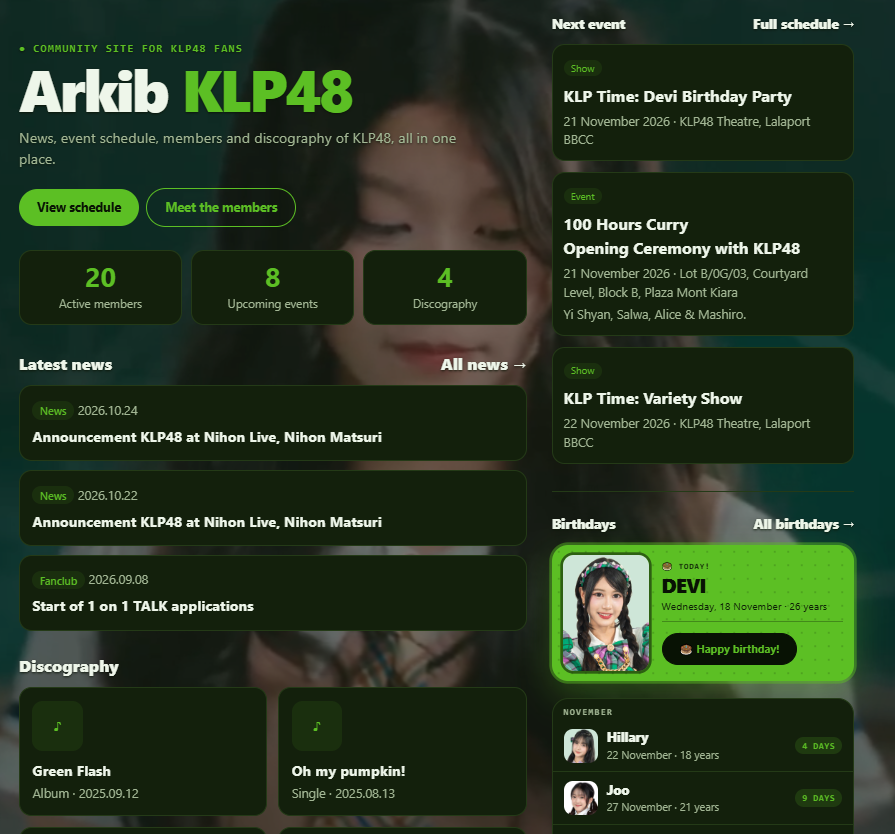 ● COMMUNITY SITE FOR KLP48 FANS
Arkib KLP48
News, event schedule, members and discography of KLP48, all in one
place.
View schedule
Meet the members
20
Active members
8
Upcoming events
4
Discography
Latest news
All news →
News 2026.10.24
Announcement KLP48 at Nihon Live, Nihon Matsuri
News 2026.10.22
Announcement KLP48 at Nihon Live, Nihon Matsuri
Fanclub 2026.09.08
Start of 1 on 1 TALK applications
Discography
♪
Green Flash
Album · 2025.09.12
♪
Oh my pumpkin!
Single · 2025.08.13
Next event
Full schedule →
Show
KLP Time: Devi Birthday Party
21 November 2026 · KLP48 Theatre, Lalaport
BBCC
Event
100 Hours Curry
Opening Ceremony with KLP48
21 November 2026 · Lot B/0G/03, Courtyard
Level, Block B, Plaza Mont Kiara
Yi Shyan, Salwa, Alice & Mashiro.
Show
KLP Time: Variety Show
22 November 2026 · KLP48 Theatre, Lalaport
BBCC
Birthdays
All birthdays →
🎂 TODAY!
DEVI
Wednesday, 18 November · 26 years
🎂 Happy birthday!
NOVEMBER
Hillary
22 November · 18 years
4 DAYS
Joo
27 November · 21 years
9 DAYS